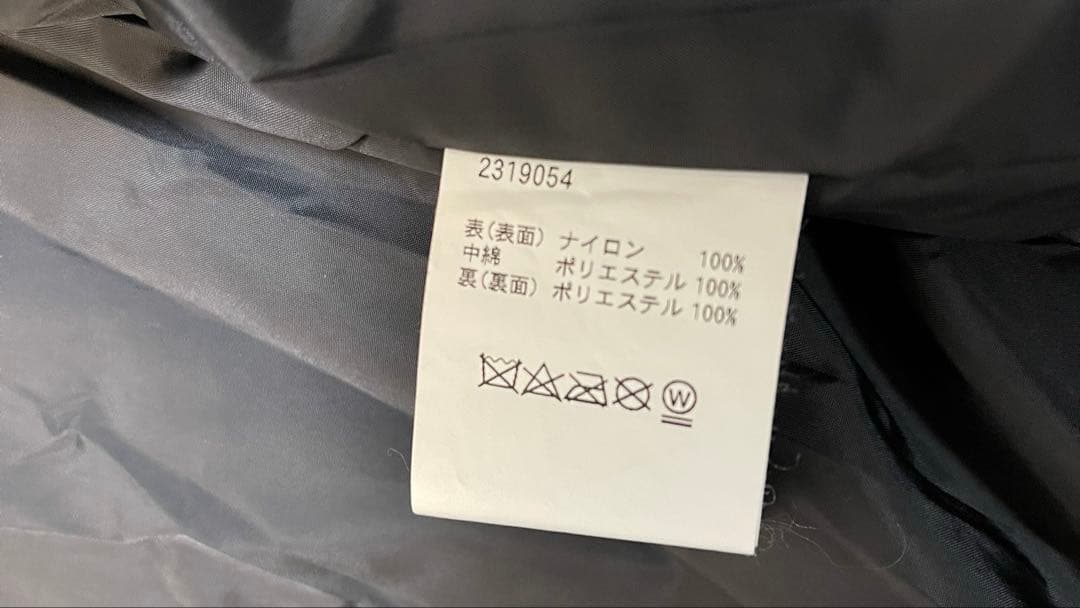 2319054
表(表面) ナイロン 100%
中綿 ポリエステル 100%
裏(裏面) ポリエステル 100%
W